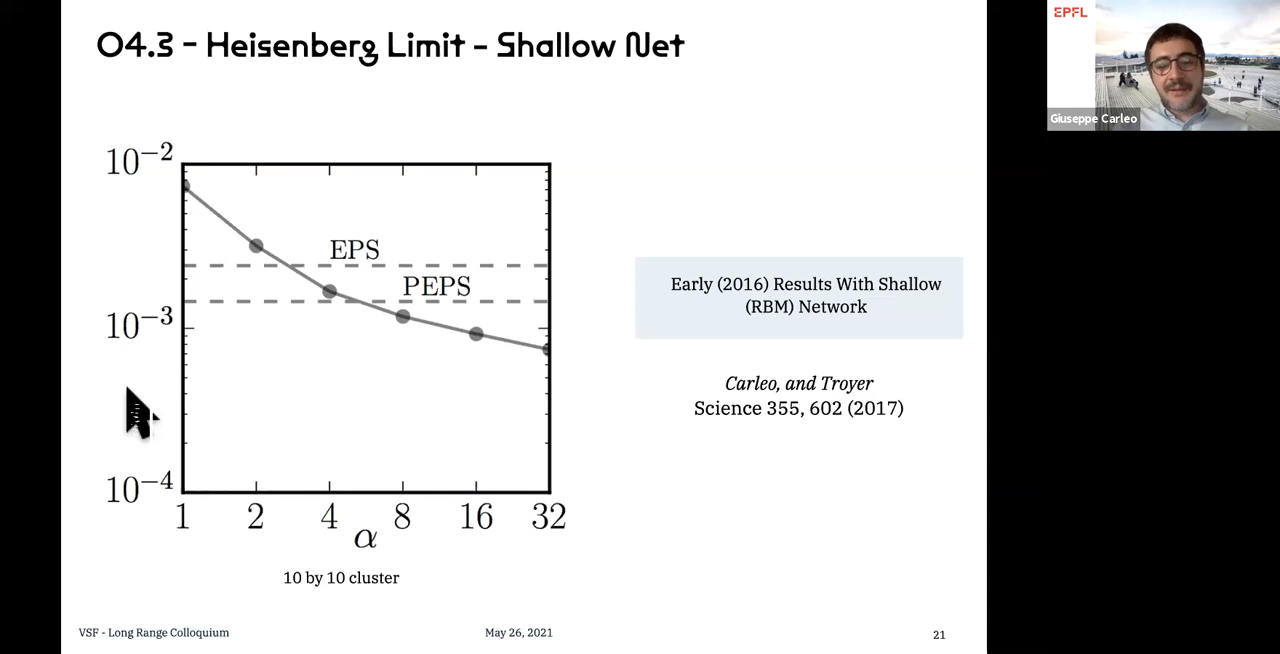 O4.3 - Heisenberg Limit - Shallow Net
EPFL
Giuseppe Carleo
10−2
10−3
10−4
EPS
PEPS
1 2 4 8 16 32
α
10 by 10 cluster
Early (2016) Results With Shallow
(RBM) Network
Carleo, and Troyer
Science 355, 602 (2017)
VSF - Long Range Colloquium
May 26, 2021
21